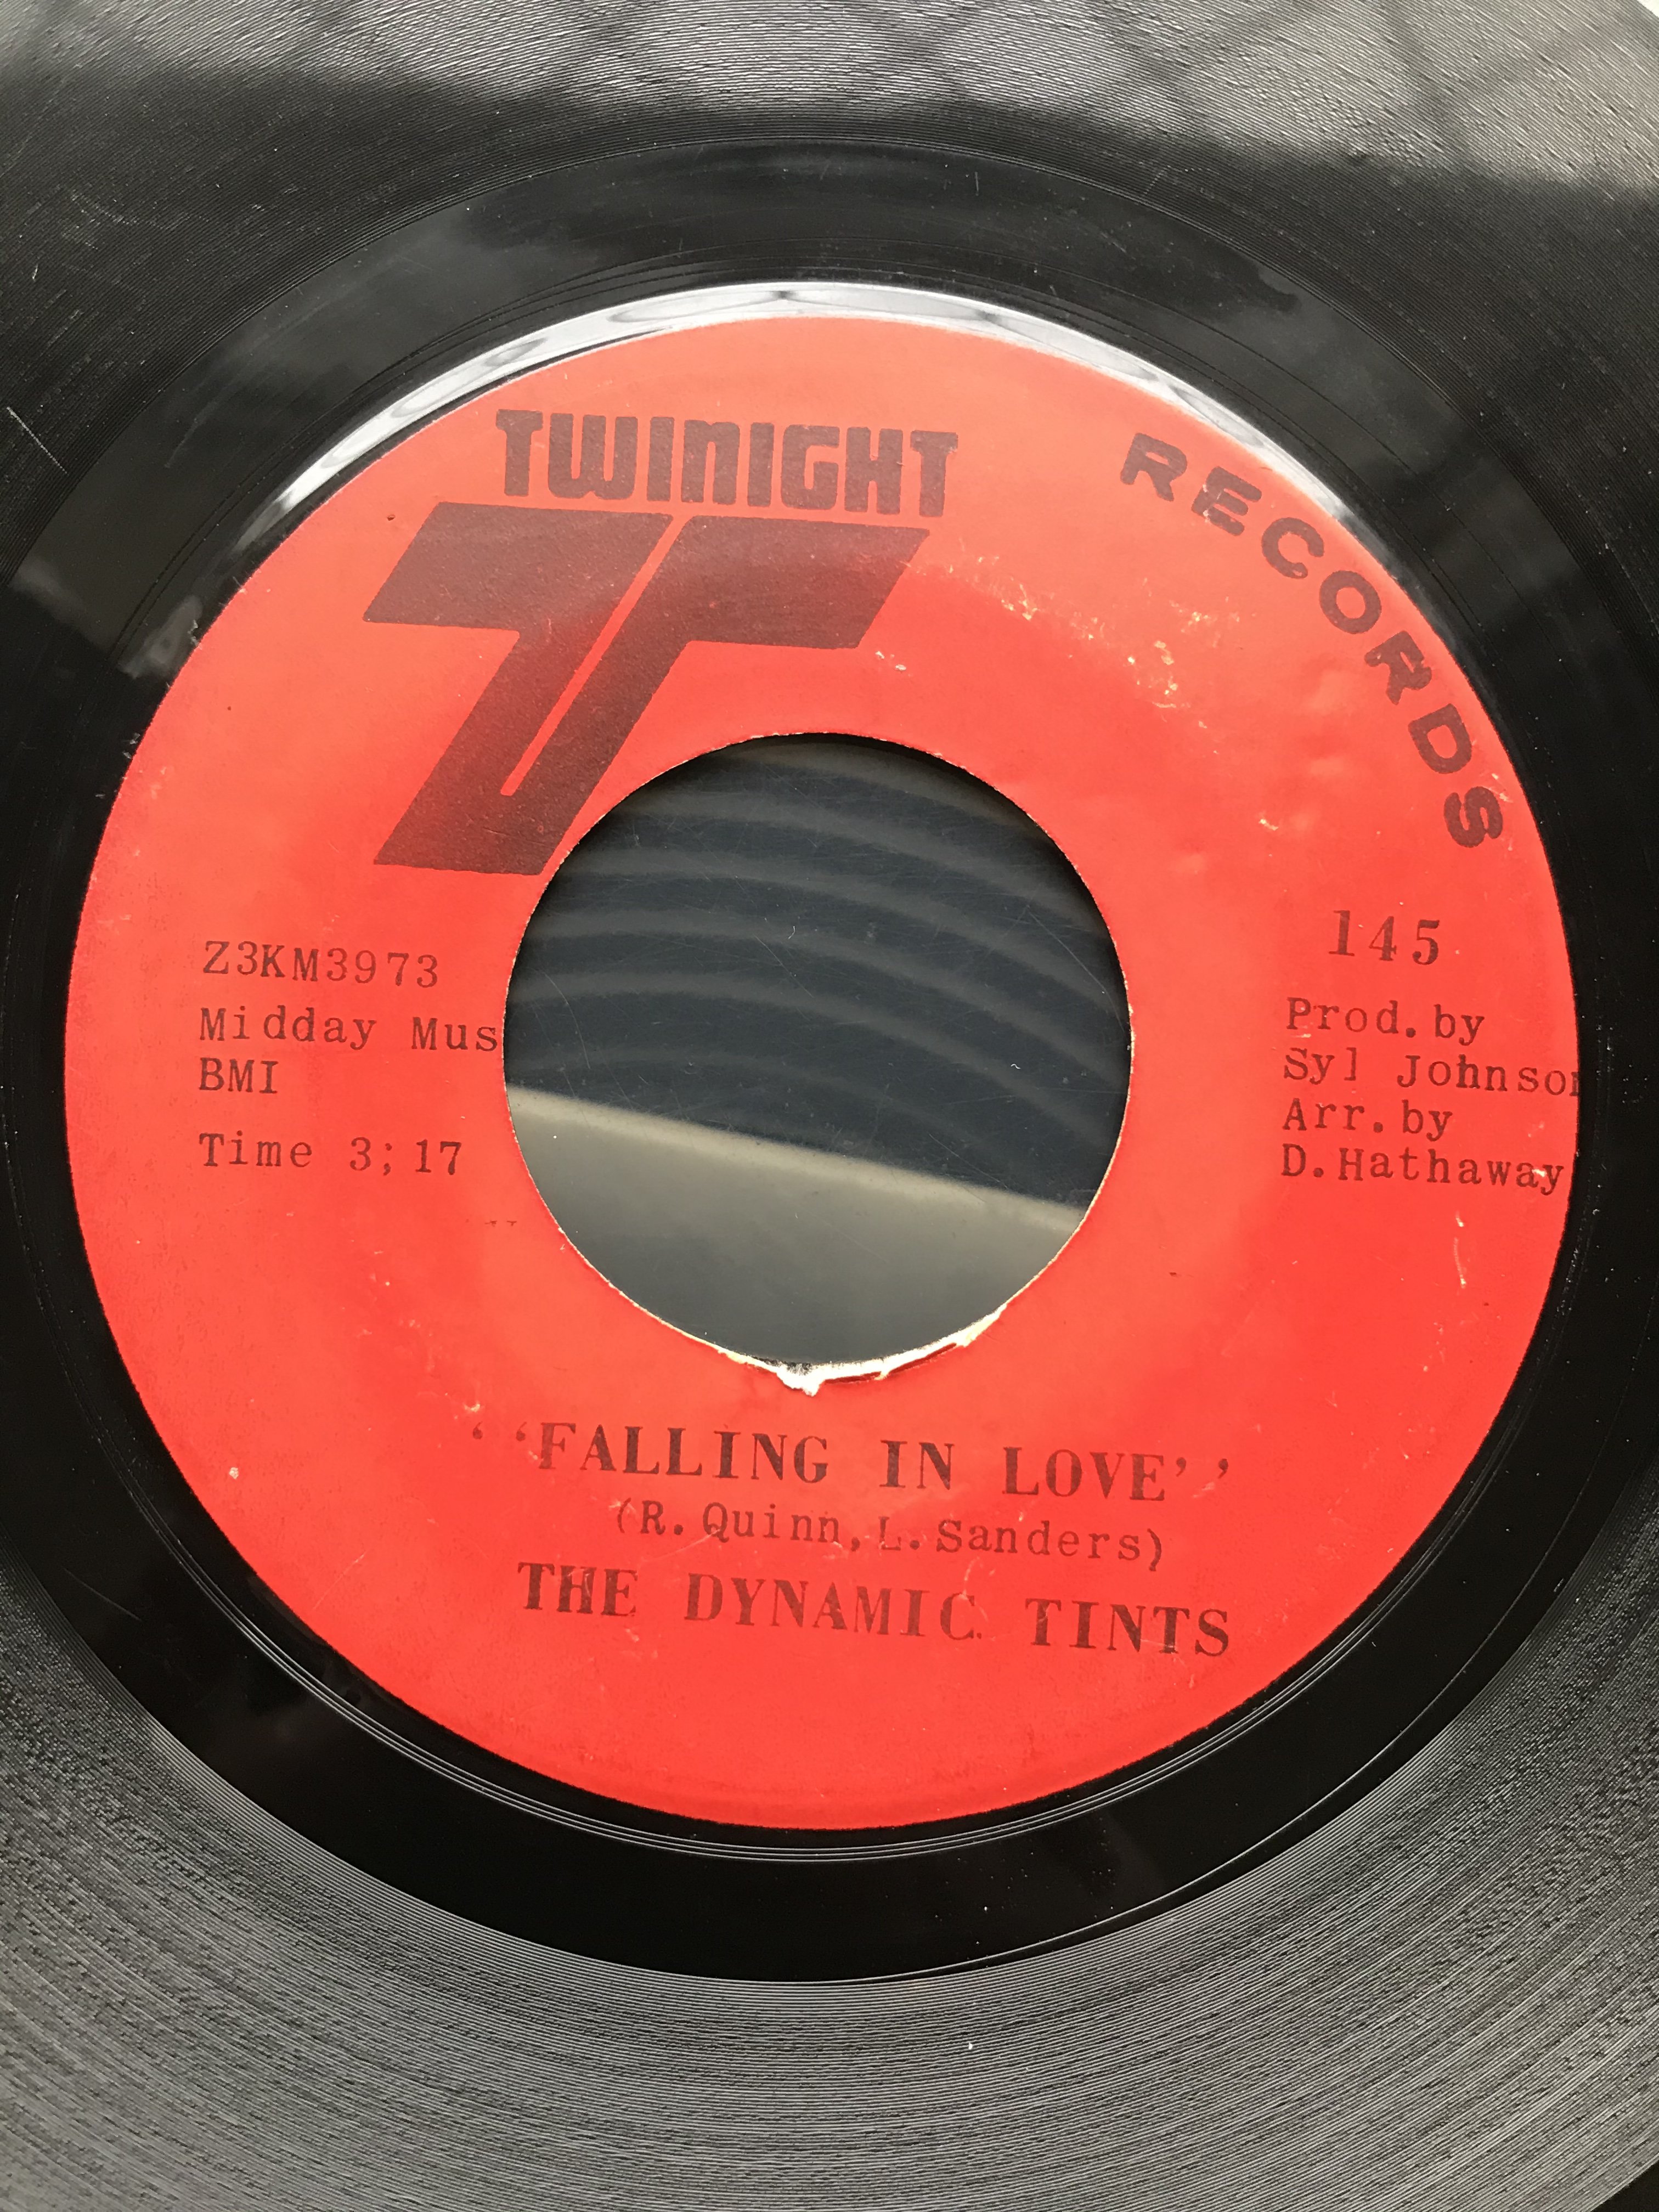 TWINIGHT RECORDS
Z3KM3973
Midday Mus
BMI
Time 3;17
145
Prod.by
Syl Johnson
Arr.by
D.Hathaway
‘‘FALLING IN LOVE’’
(R.Quinn,L.Sanders)
THE DYNAMIC TINTS